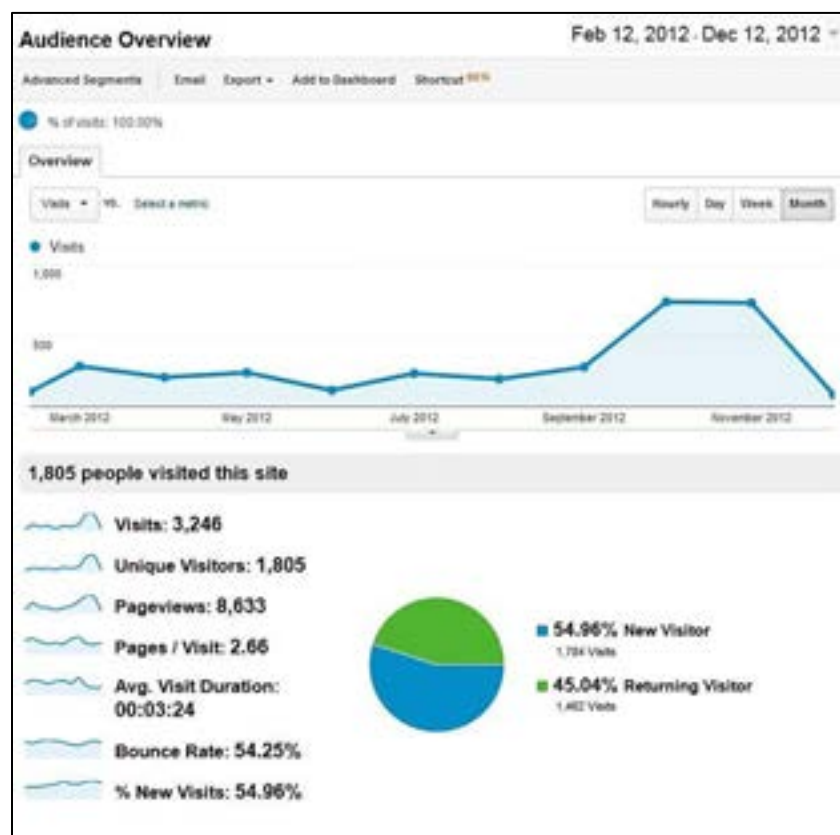 Audience Overview
Feb 12, 2012 - Dec 12, 2012
Advanced Segments Email Export Add to Dashboard Shortcut
% of visits: 100.00%
Overview
Visits VS. Select a metric
Hourly Day Week Month
Visits
1,000
500
March 2012 May 2012 July 2012 September 2012 November 2012
1,805 people visited this site
Visits: 3,246
Unique Visitors: 1,805
Pageviews: 8,633
Pages / Visit: 2.66
Avg. Visit Duration:
00:03:24
Bounce Rate: 54.25%
% New Visits: 54.96%
54.96% New Visitor
Visits
45.04% Returning Visitor
1,462 Visits